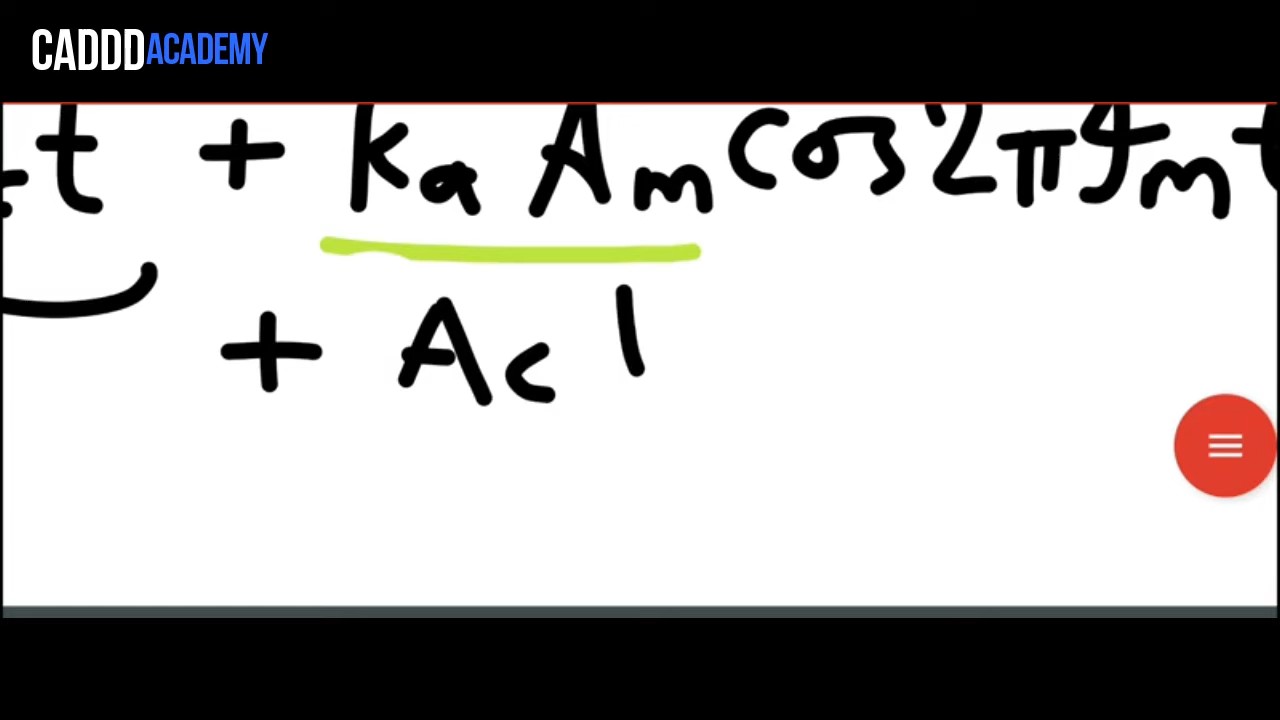 CADDDACADEMY
t + ka Am cos 2πfm t
+ Ac